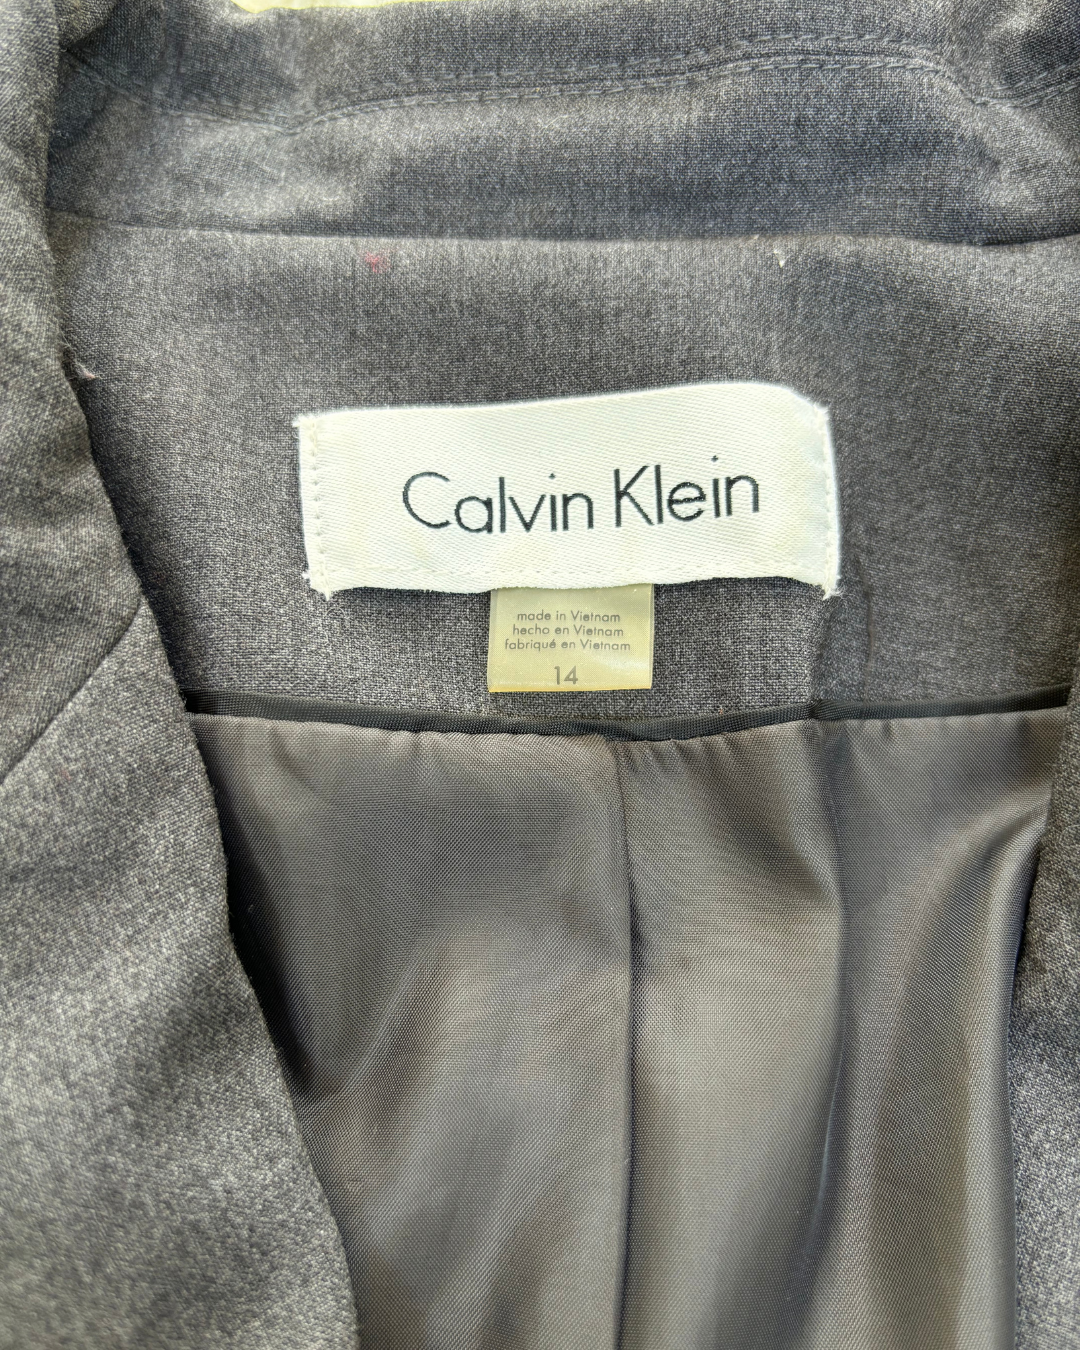 Calvin Klein
made in Vietnam
hecho en Vietnam
fabriqué en Vietnam
14